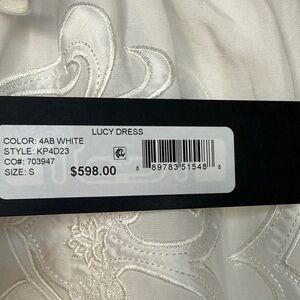 LUCY DRESS
COLOR: 4AB WHITE
STYLE: KP4D23
CO#: 703947
SIZE: S
$598.00
8 89783 51548 6